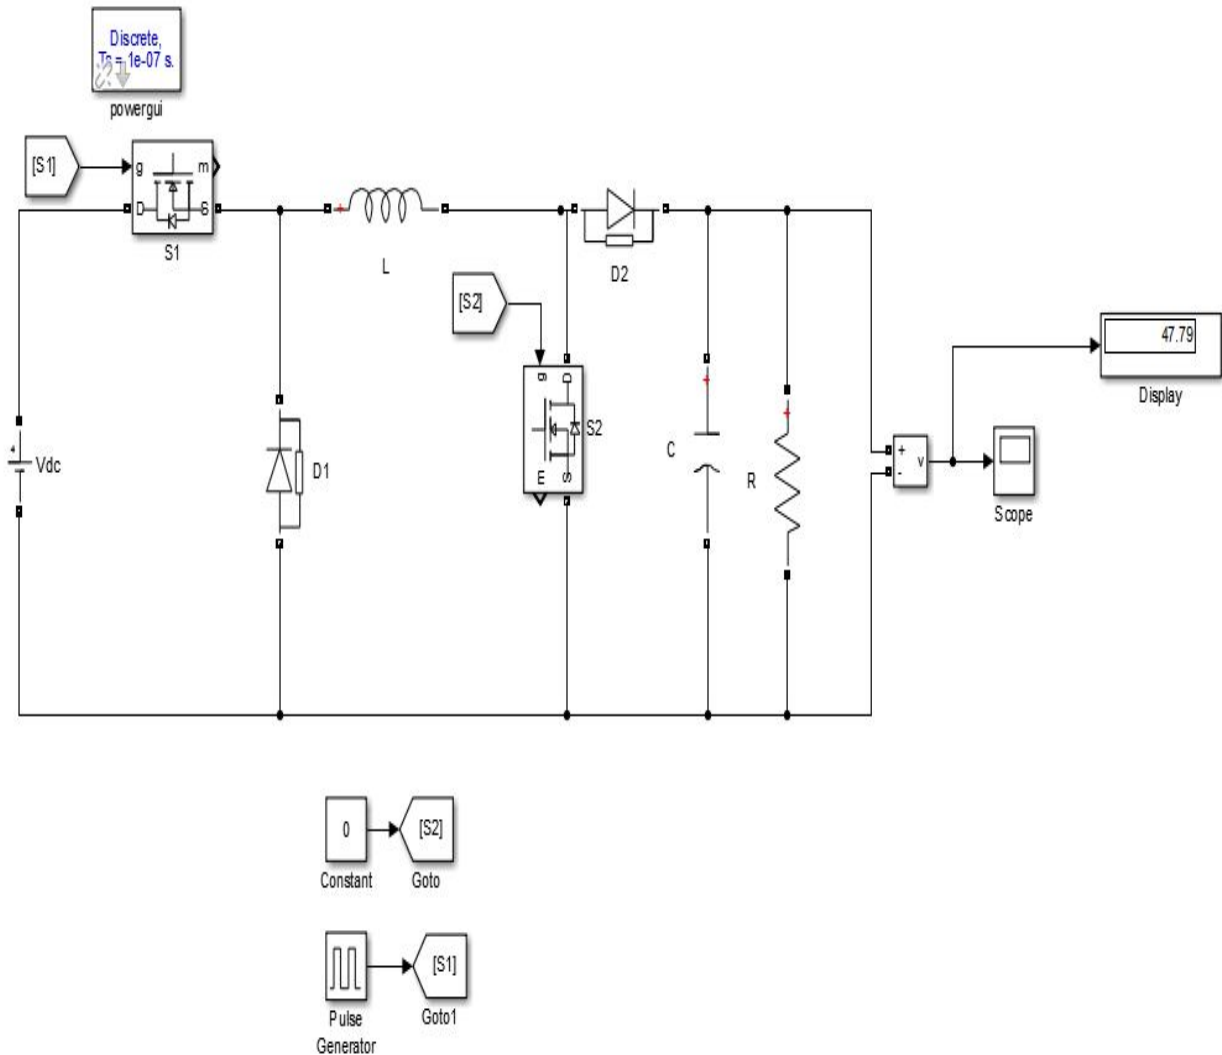 Discrete,
Ts = 1e-07 s.
powergui
[S1]
g
m
D
S
S1
L
D2
[S2]
g
D
S2
m
S
Vdc
D1
C
R
+
-
v
47.79
Display
Scope
0
[S2]
Constant
Goto
[S1]
Pulse
Generator
Goto1